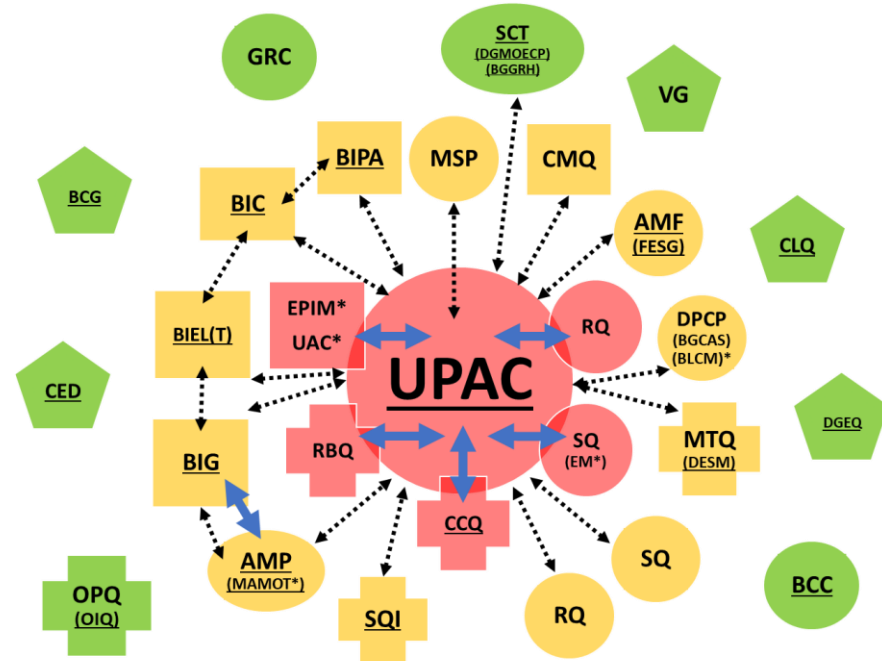 SCT
(DGMOECP)
(BGGRH)
GRC
VG
BIPA
MSP
CMQ
BCG
BIC
AMF
(FESG)
CLQ
EPIM*
UAC*
RQ
DPCP
(BGCAS)
(BLCM)*
BIEL(T)
UPAC
CED
DGEQ
RBQ
SQ
(EM*)
MTQ
(DESM)
BIG
CCQ
AMP
(MAMOT*)
SQ
BCC
OPQ
(OIQ)
SQI
RQ